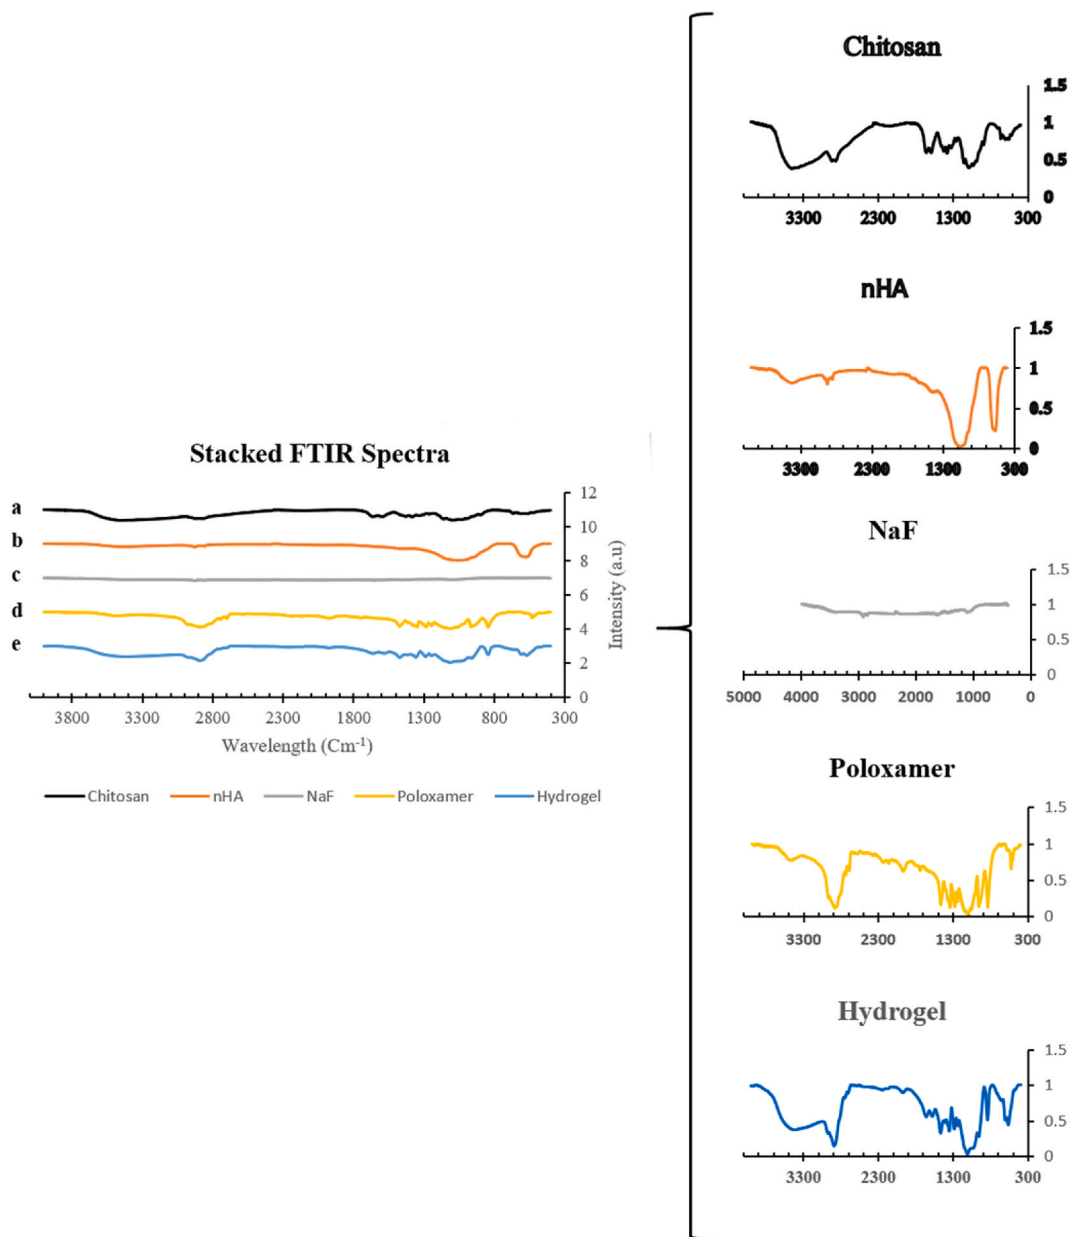 Stacked FTIR Spectra
a
b
c
d
e
12
10
8
6
4
2
0
Intensity (a.u)
3800 3300 2800 2300 1800 1300 800 300
Wavelength (Cm⁻¹)
Chitosan nHA NaF Poloxamer Hydrogel
Chitosan
1.5
1
0.5
0
3300 2300 1300 300
nHA
1.5
1
0.5
0
3300 2300 1300 300
NaF
1.5
1
0.5
0
5000 4000 3000 2000 1000 0
Poloxamer
1.5
1
0.5
0
3300 2300 1300 300
Hydrogel
1.5
1
0.5
0
3300 2300 1300 300